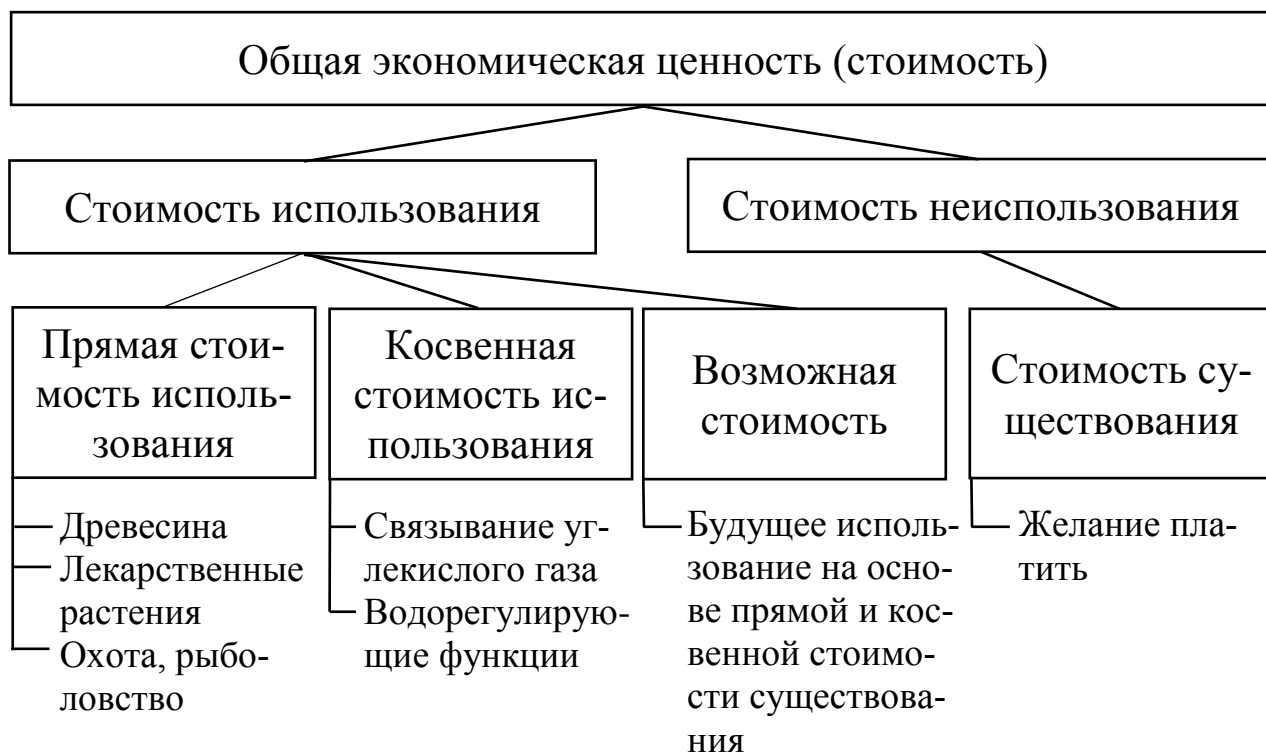 Общая экономическая ценность (стоимость)
Стоимость использования
Стоимость неиспользования
Прямая стои-
мость исполь-
зования
Косвенная
стоимость ис-
пользования
Возможная
стоимость
Стоимость су-
ществования
Древесина
Лекарственные
растения
Охота, рыбо-
ловство
Связывание уг-
лекислого газа
Водорегулирую-
щие функции
Будущее исполь-
зование на осно-
ве прямой и кос-
венной стоимо-
сти существова-
ния
Желание пла-
тить